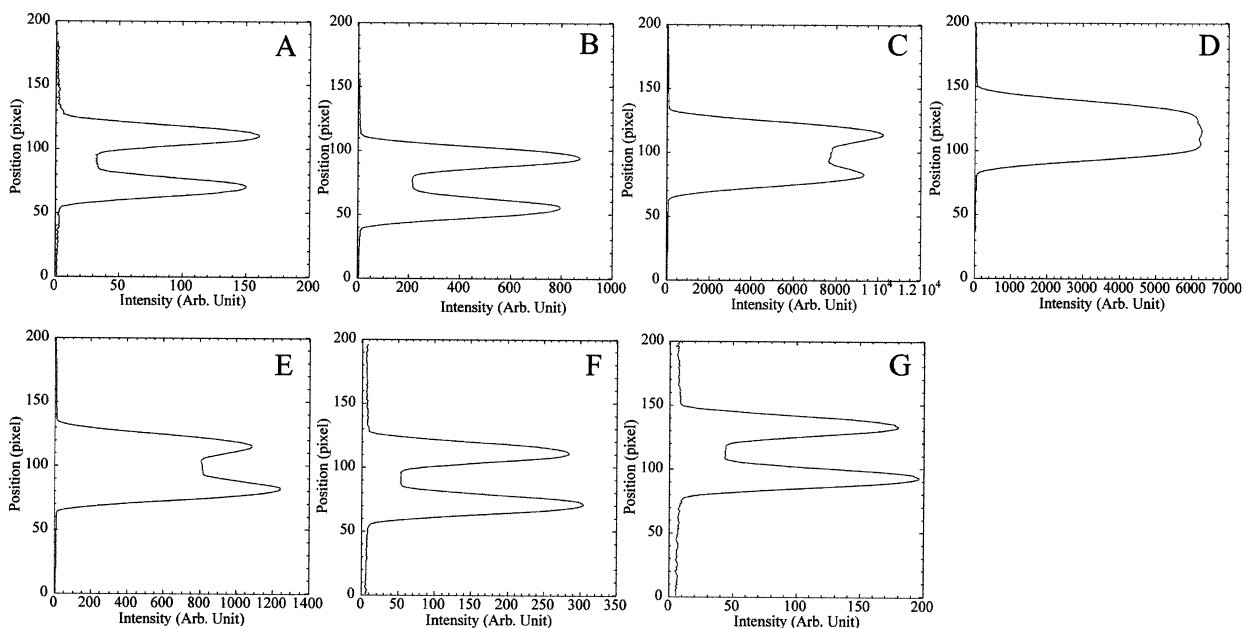 A
200
150
100
50
0
Position (pixel)
50 100 150 200
Intensity (Arb. Unit)
B
200
150
100
50
0
Position (pixel)
0 200 400 600 800 1000
Intensity (Arb. Unit)
C
200
150
100
50
0
Position (pixel)
0 2000 4000 6000 8000 10⁴ 1.2 10⁴
Intensity (Arb. Unit)
D
200
150
100
50
0
Position (pixel)
0 1000 2000 3000 4000 5000 6000 7000
Intensity (Arb. Unit)
E
200
150
100
50
0
Position (pixel)
0 200 400 600 800 1000 1200 1400
Intensity (Arb. Unit)
F
200
150
100
50
0
Position (pixel)
0 50 100 150 200 250 300 350
Intensity (Arb. Unit)
G
200
150
100
50
0
Position (pixel)
0 50 100 150 200
Intensity (Arb. Unit)